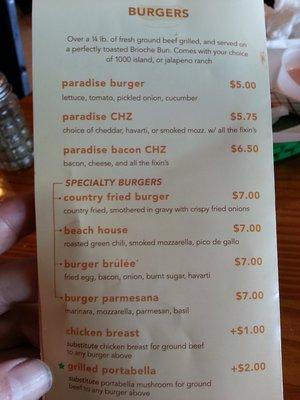 BURGERS
Over a ¼ lb. of fresh ground beef grilled, and served on
a perfectly toasted Brioche Bun. Comes with your choice
of 1000 island, or jalapeno ranch
paradise burger $5.00
lettuce, tomato, pickled onion, cucumber
paradise CHZ $5.75
choice of cheddar, havarti, or smoked mozz. w/ all the fixin's
paradise bacon CHZ $6.50
bacon, cheese, and all the fixin's
SPECIALTY BURGERS
country fried burger $7.00
country fried, smothered in gravy with crispy fried onions
beach house $7.00
roasted green chili, smoked mozzarella, pico de gallo
burger brûlée* $7.00
fried egg, bacon, onion, burnt sugar, havarti
burger parmesana $7.00
marinara, mozzarella, parmesan, basil
chicken breast +$1.00
substitute chicken breast for ground beef
to any burger above
grilled portabella +$2.00
substitute portabella mushroom for ground
beef to any burger above